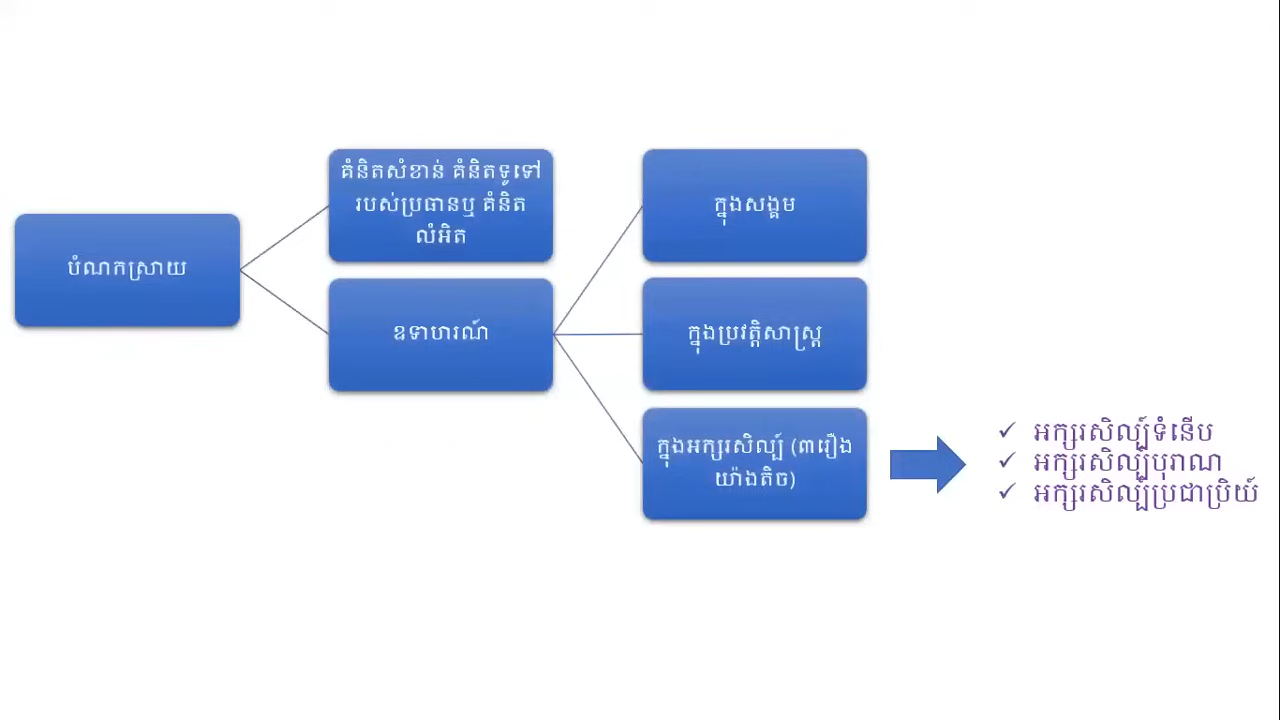 បំណកស្រាយ
គំនិតសំខាន់ គំនិតទូទៅ
របស់ប្រធានឬ គំនិត
លំអិត
ឧទាហរណ៍
ក្នុងសង្គម
ក្នុងប្រវត្តិសាស្ត្រ
ក្នុងអក្សរសិល្ប៍ (៣រឿង
យ៉ាងតិច)
✓ អក្សរសិល្ប៍ទំនើប
✓ អក្សរសិល្ប៍បុរាណ
✓ អក្សរសិល្ប៍ប្រជាប្រិយ៍